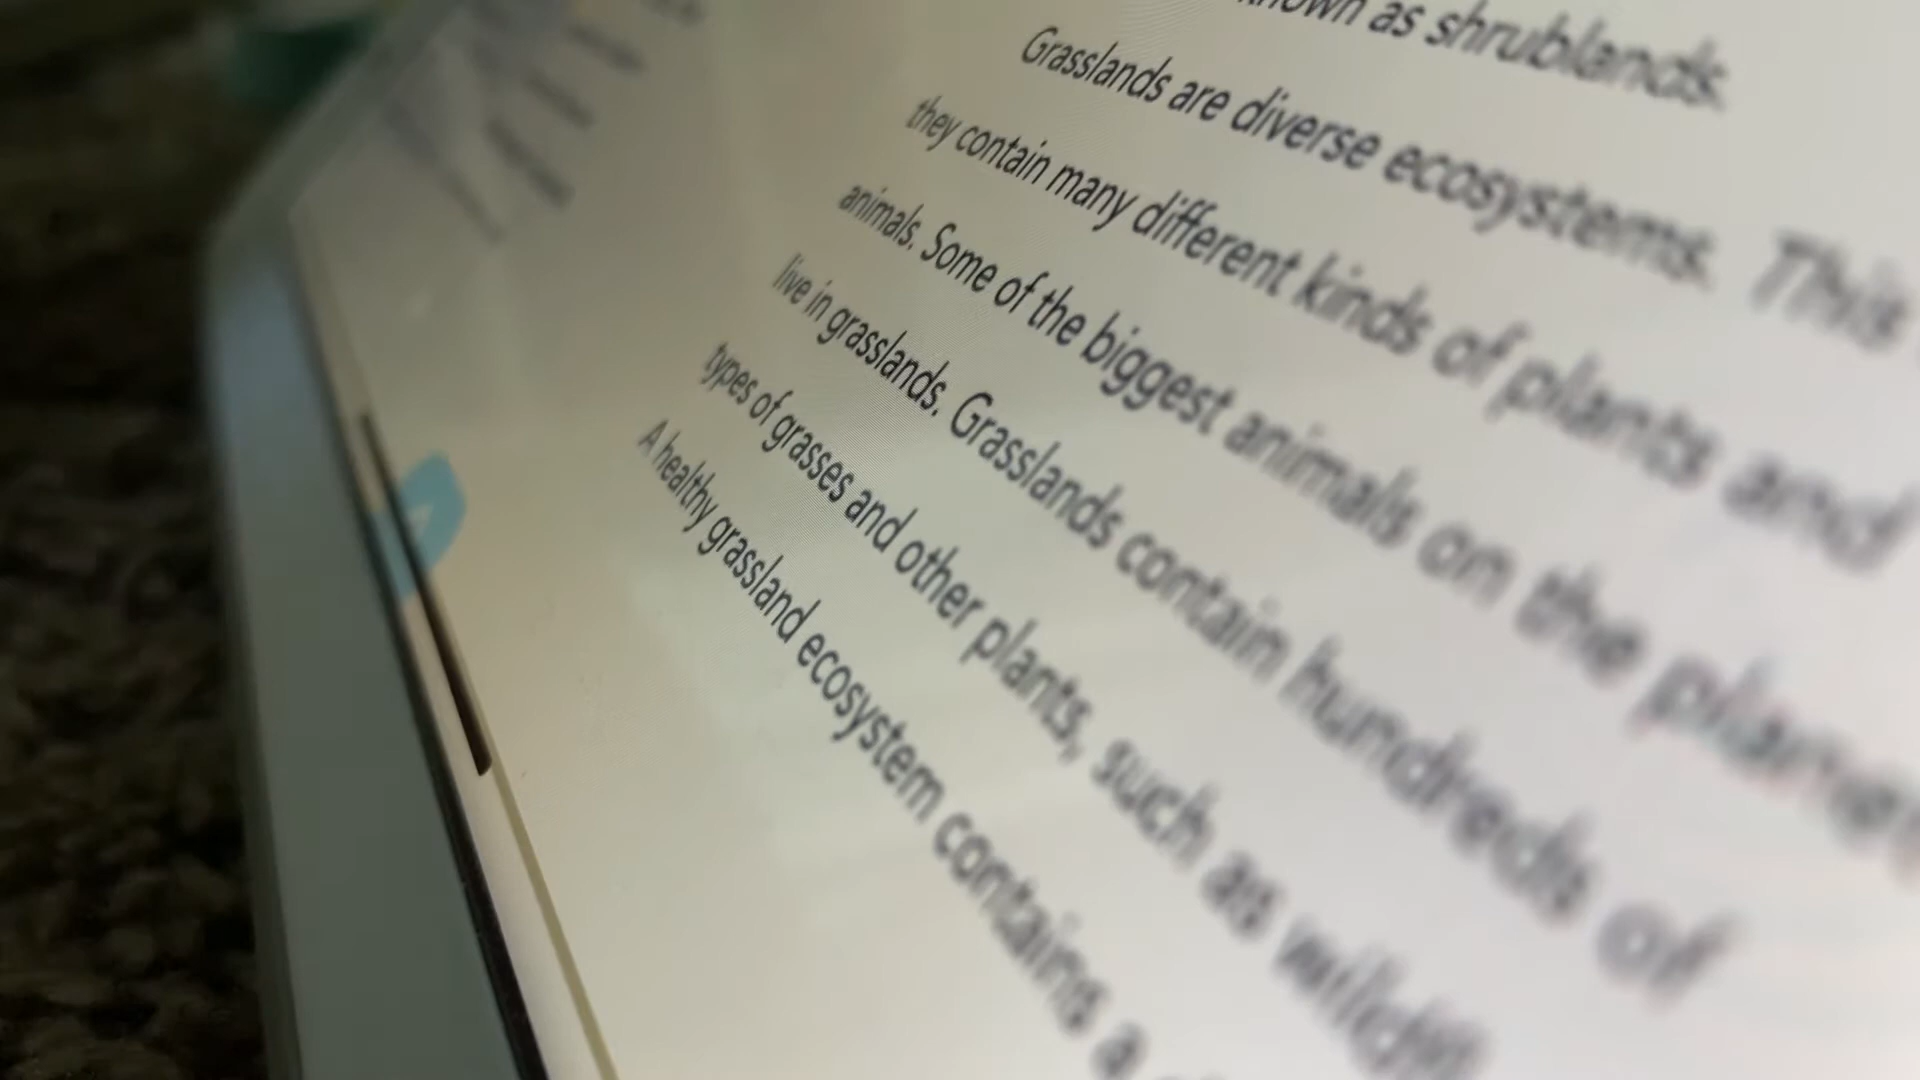 known as shrublands.
Grasslands are diverse ecosystems. This
they contain many different kinds of plants and
animals. Some of the biggest animals on the planet
live in grasslands. Grasslands contain hundreds of
types of grasses and other plants, such as
A healthy grassland ecosystem contains a